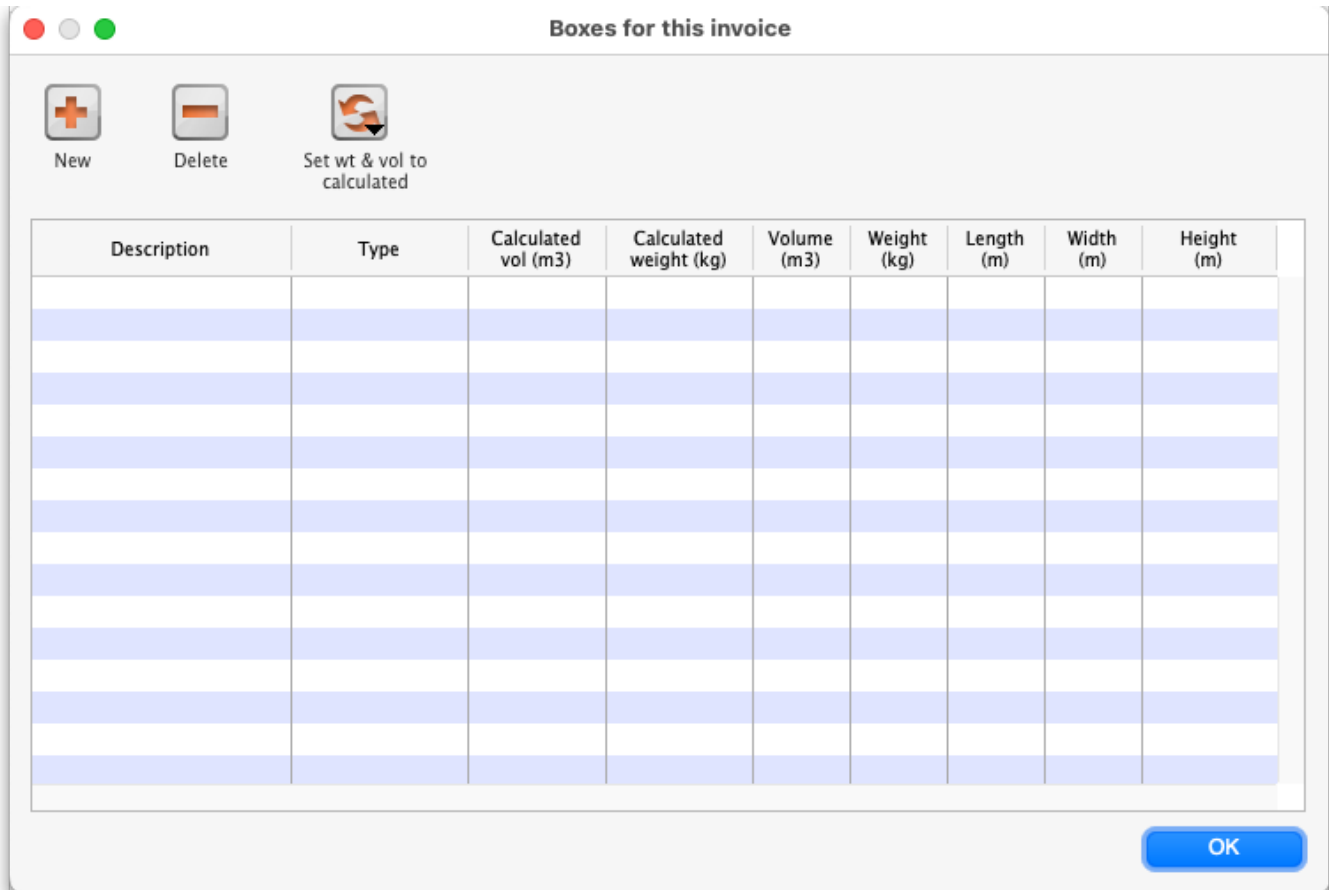 Boxes for this invoice
New
Delete
Set wt & vol to
calculated
Description
Type
Calculated
vol (m3)
Calculated
weight (kg)
Volume
(m3)
Weight
(kg)
Length
(m)
Width
(m)
Height
(m)
OK